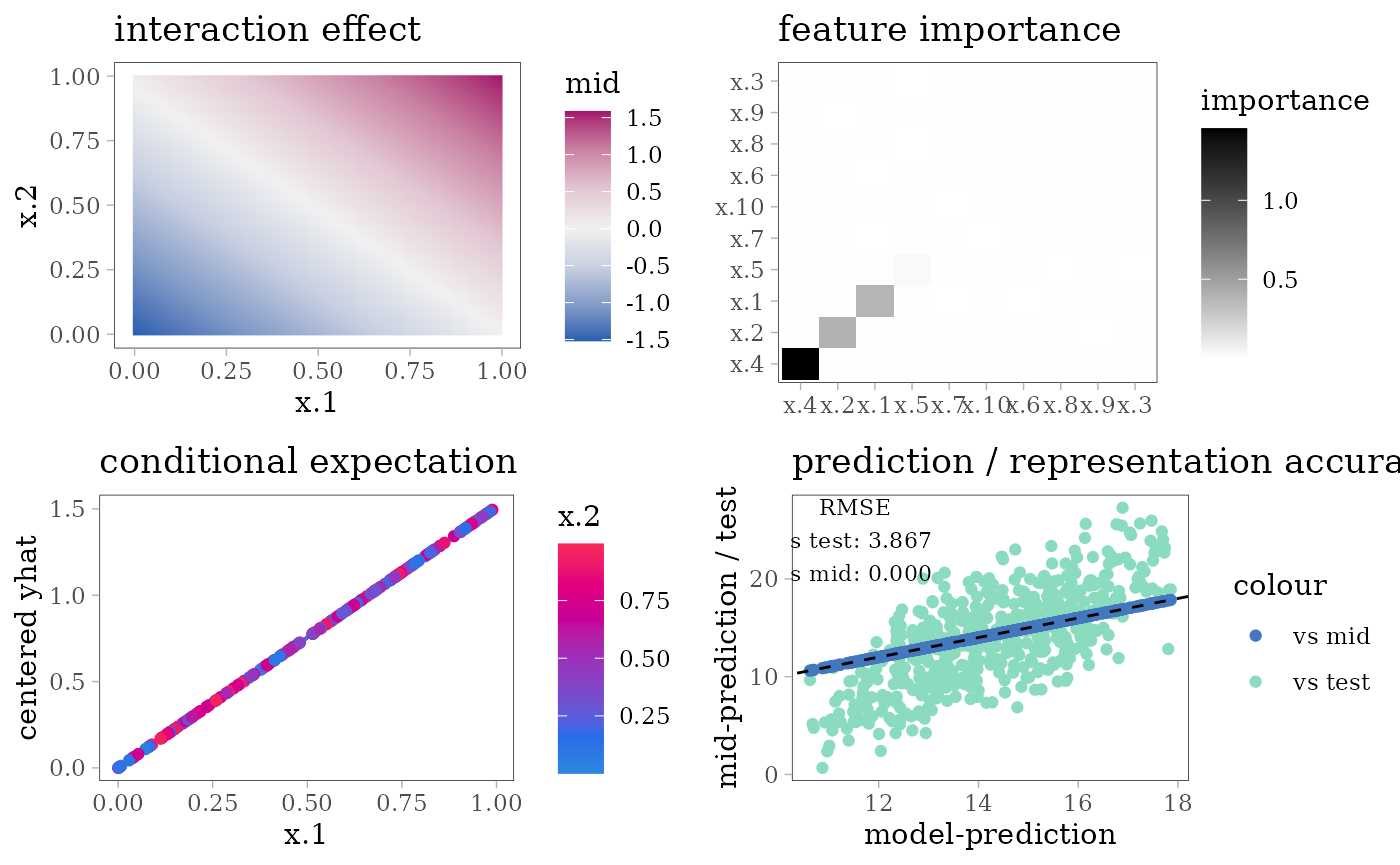 interaction effect
mid
1.5
1.0
0.5
0.0
-0.5
-1.0
-1.5
1.00
0.75
0.50
0.25
0.00
x.2
0.00 0.25 0.50 0.75 1.00
x.1
feature importance
importance
1.0
0.5
x.3
x.9
x.8
x.6
x.10
x.7
x.5
x.1
x.2
x.4
x.4 x.2 x.1 x.5 x.7 x.10 x.6 x.8 x.9 x.3
conditional expectation
x.2
0.75
0.50
0.25
1.5
1.0
0.5
0.0
centered yhat
0.00 0.25 0.50 0.75 1.00
x.1
prediction / representation accura
RMSE
s test: 3.867
s mid: 0.000
20
10
0
mid-prediction / test
12 14 16 18
model-prediction
colour
vs mid
vs test